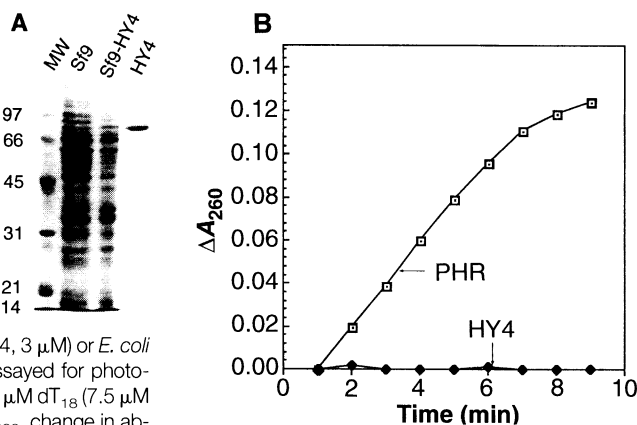 A
MW
Sf9
Sf9-HY4
HY4
97
66
45
31
21
14
4, 3 μM) or E. coli
ssayed for photo-
μM dT18 (7.5 μM
change in ab-
B
0.14
0.12
0.10
0.08
0.06
0.04
0.02
0.00
ΔA260
PHR
HY4
0
2
4
6
8
10
Time (min)